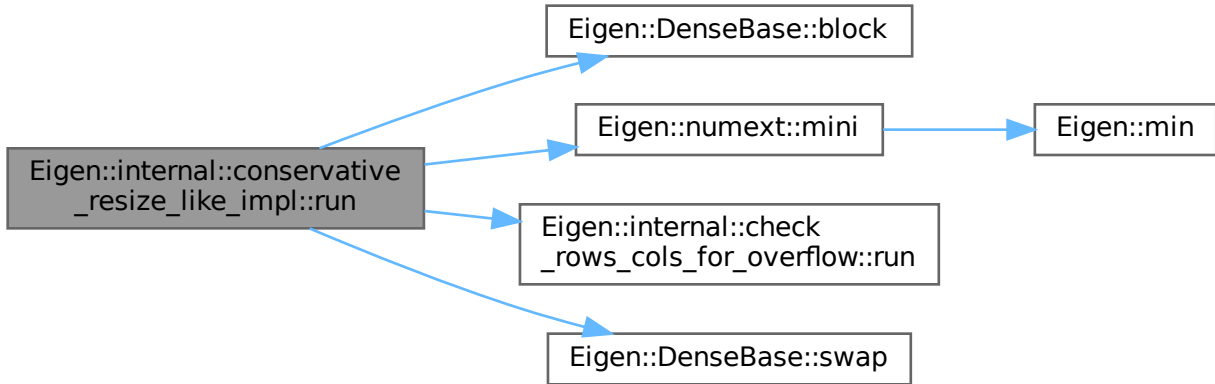 Eigen::DenseBase::block
Eigen::numext::mini
Eigen::min
Eigen::internal::conservative
_resize_like_impl::run
Eigen::internal::check
_rows_cols_for_overflow::run
Eigen::DenseBase::swap